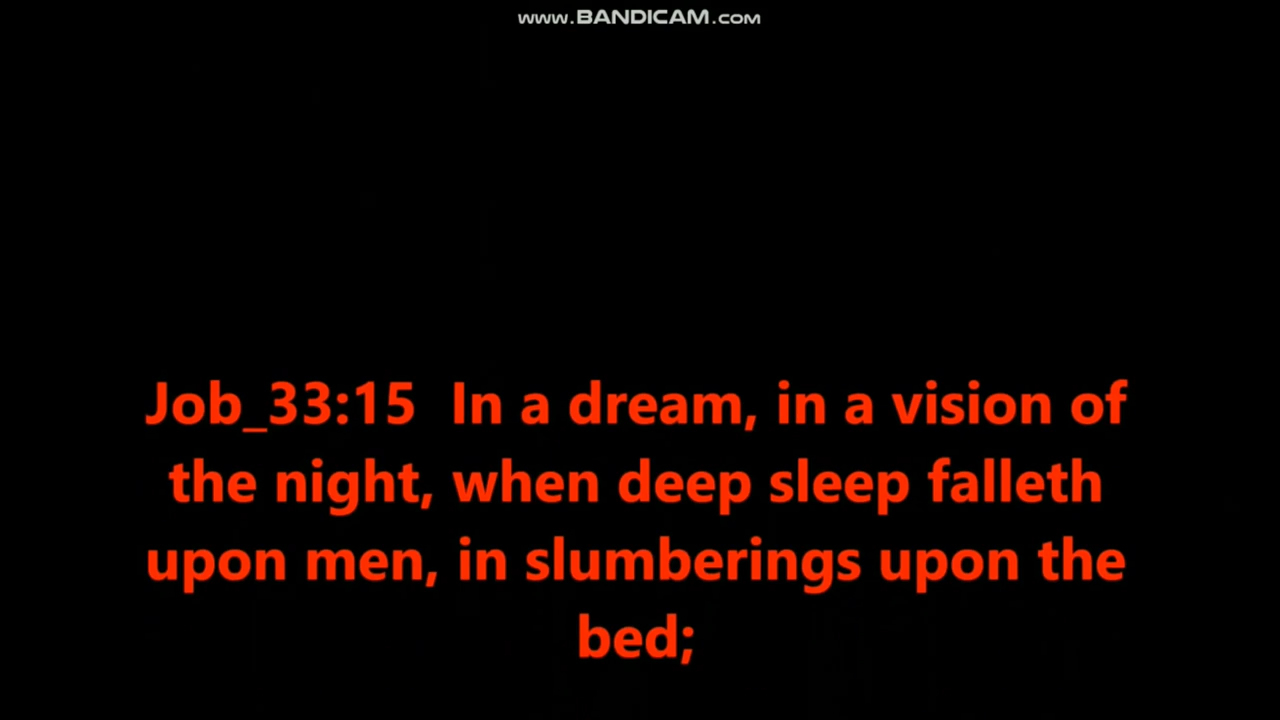 www.BANDICAM.com
Job_33:15  In a dream, in a vision of
the night, when deep sleep falleth
upon men, in slumberings upon the
bed;